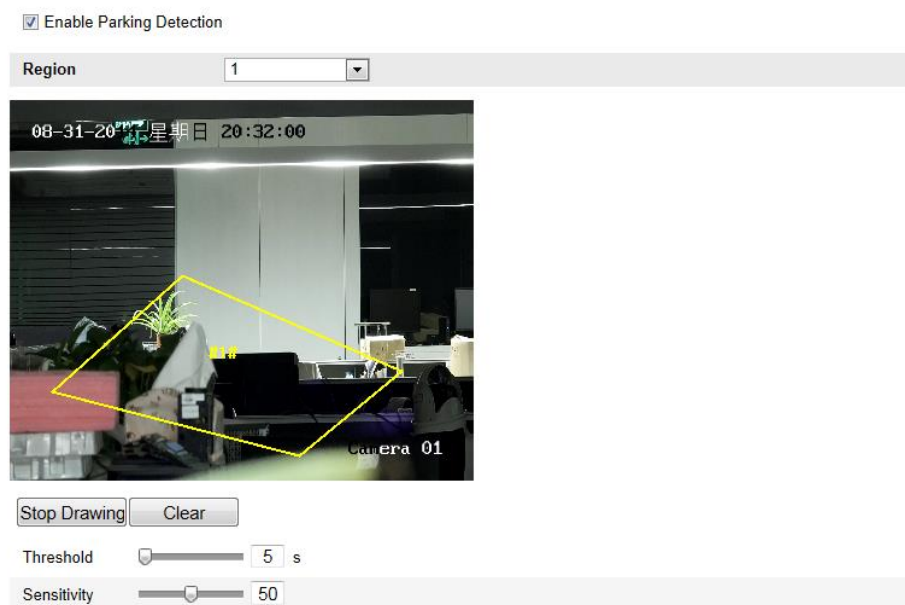 Enable Parking Detection
Region 1
08-31-20 星期日 20:32:00
#1#
Camera 01
Stop Drawing Clear
Threshold 5 s
Sensitivity 50